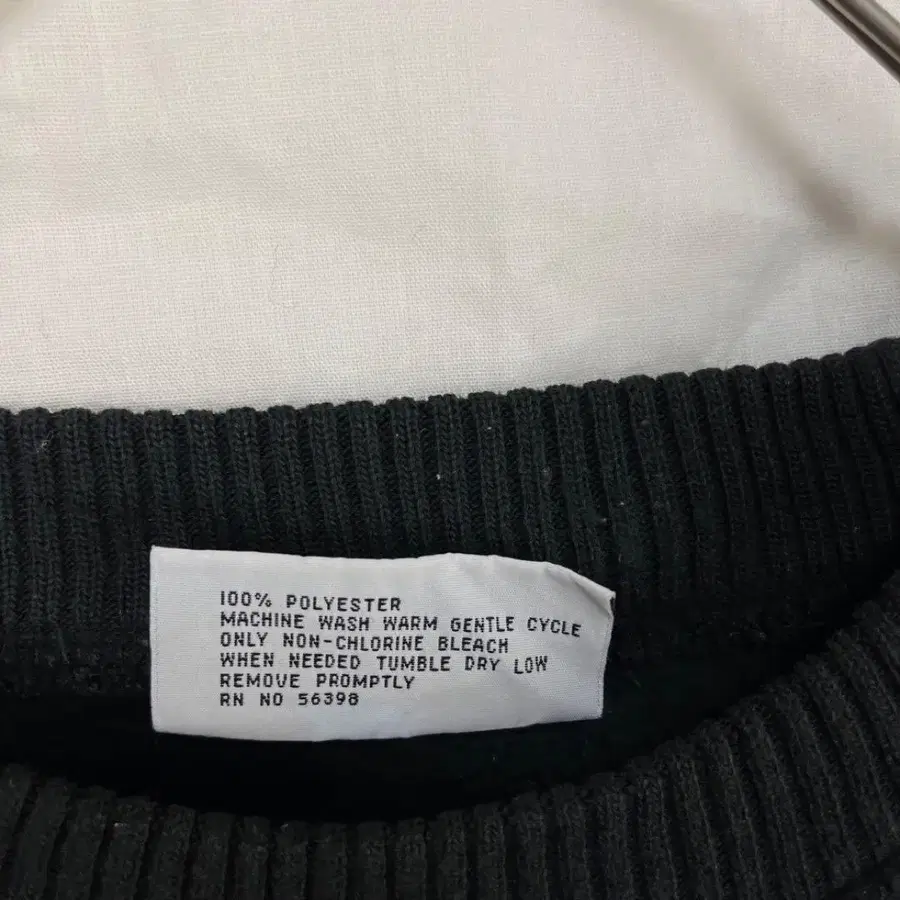 100% POLYESTER
MACHINE WASH WARM GENTLE CYCLE
ONLY NON-CHLORINE BLEACH
WHEN NEEDED TUMBLE DRY LOW
REMOVE PROMPTLY
RN NO 56398